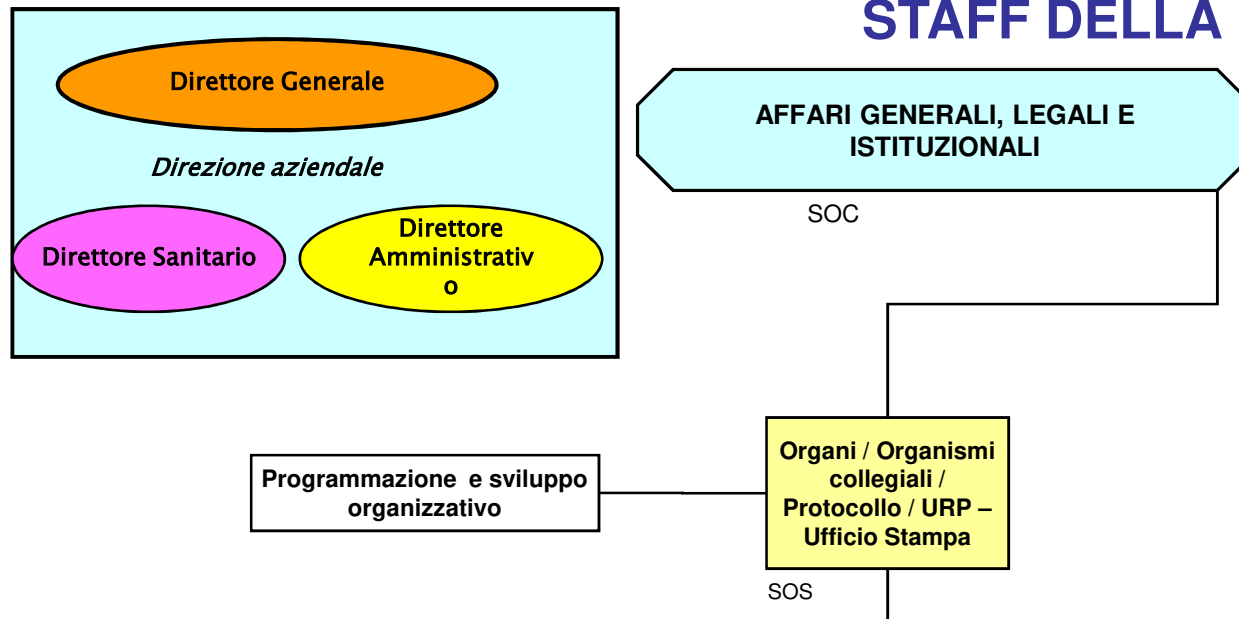 STAFF DELLA
Direttore Generale
Direzione aziendale
Direttore Sanitario
Direttore
Amministrativ
o
AFFARI GENERALI, LEGALI E
ISTITUZIONALI
SOC
Programmazione e sviluppo
organizzativo
Organi / Organismi
collegiali /
Protocollo / URP –
Ufficio Stampa
SOS